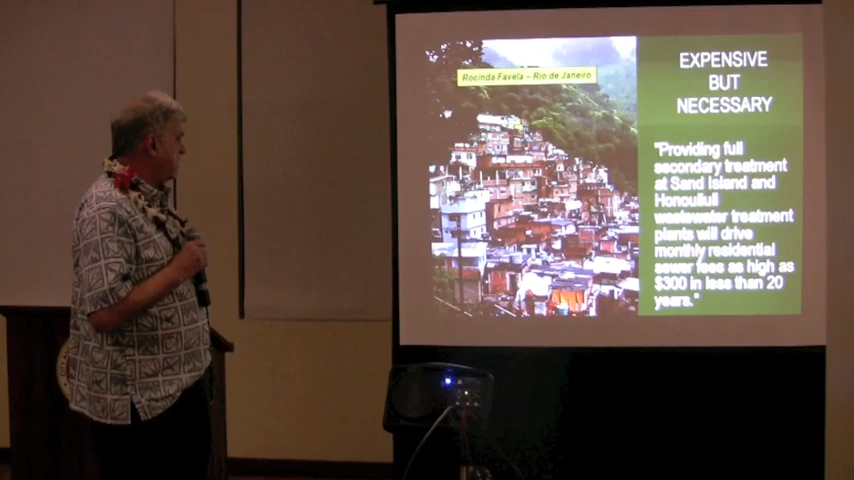 Rocinda Favela - Rio de Janeiro
EXPENSIVE
BUT
NECESSARY
"Providing full
secondary treatment
at Sand Island and
Honouliuli
wastewater treatment
plants will drive
monthly residential
sewer fees as high as
$300 in less than 20
years."